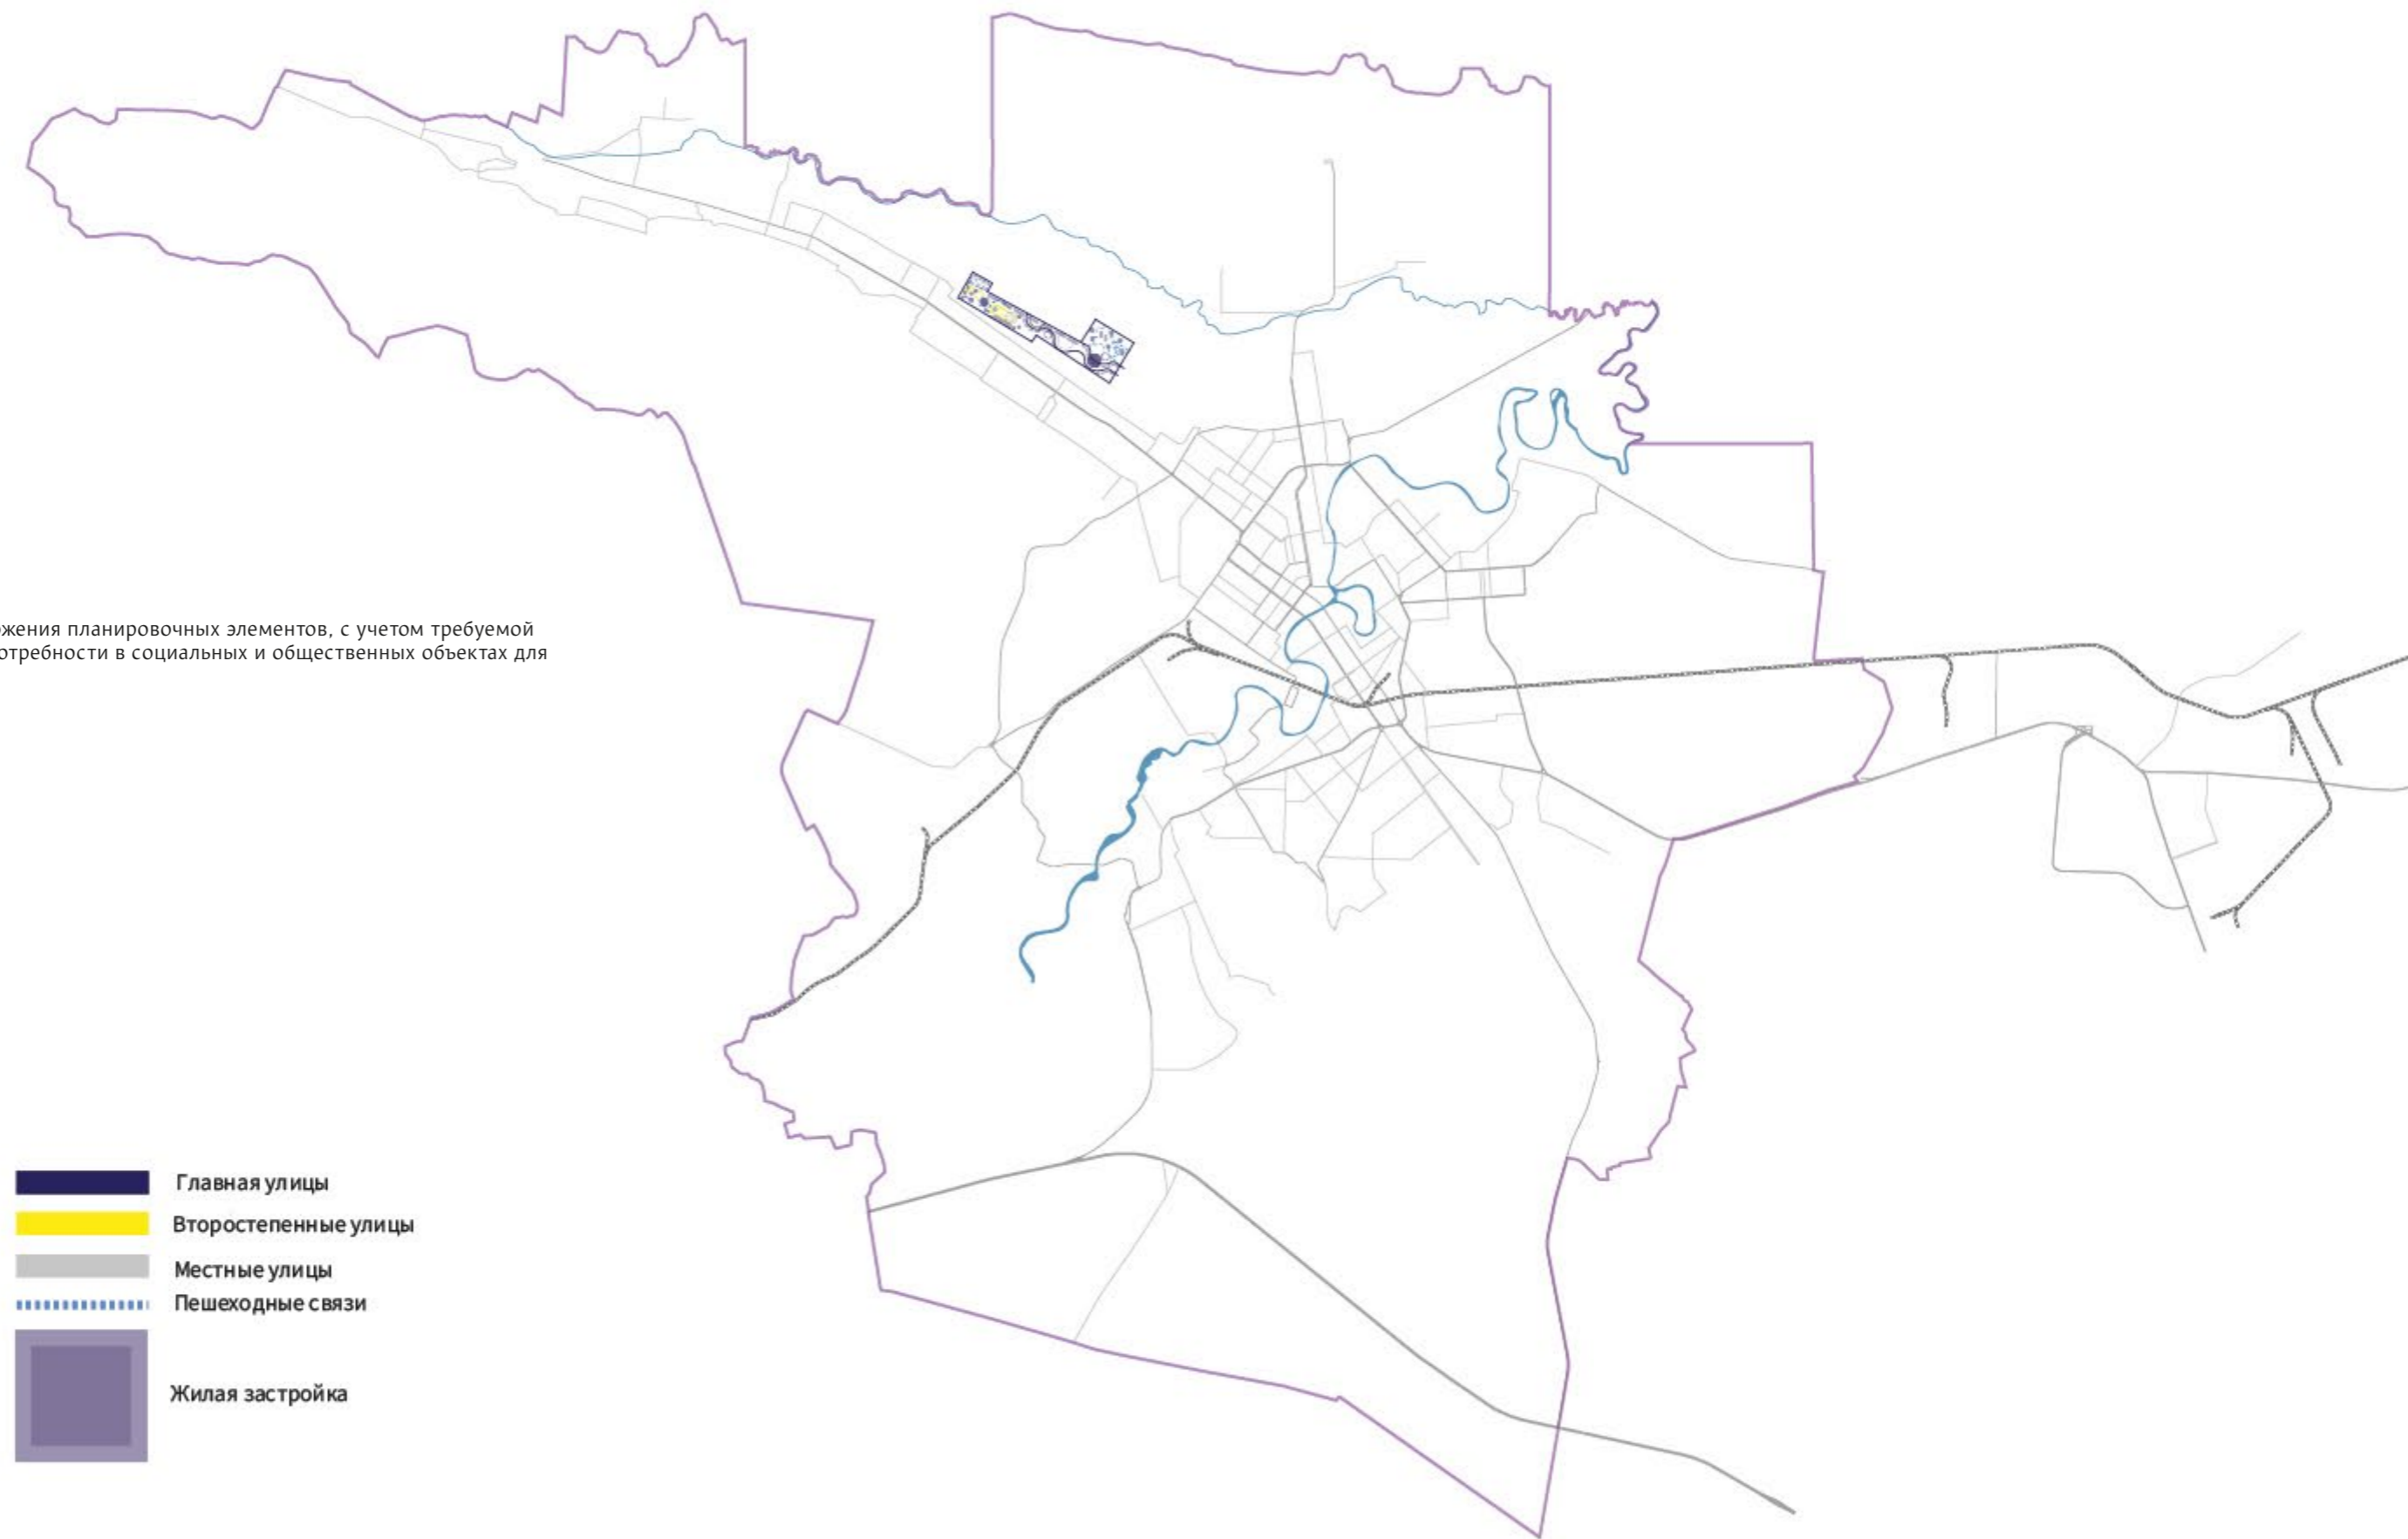 жения планировочных элементов, с учетом требуемой
отребности в социальных и общественных объектах для
Главная улицы
Второстепенные улицы
Местные улицы
Пешеходные связи
Жилая застройка